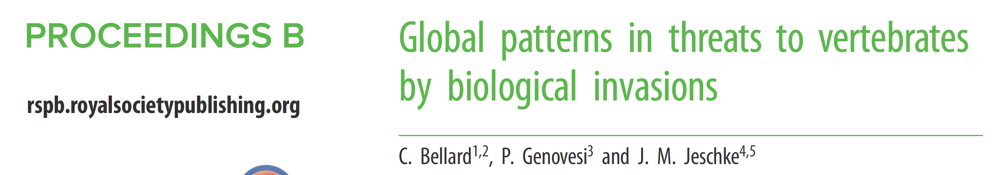 PROCEEDINGS B
rspb.royalsocietypublishing.org
Global patterns in threats to vertebrates
by biological invasions
C. Bellard1,2, P. Genovesi3 and J. M. Jeschke4,5